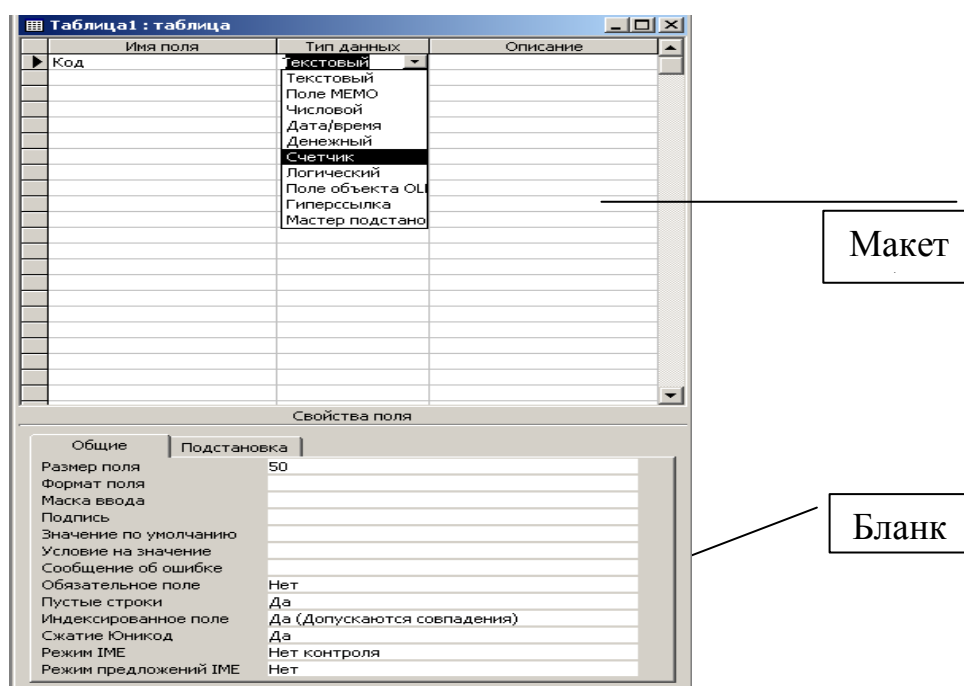 Таблица1 : таблица
Имя поля Тип данных Описание
Код Текстовый
Текстовый
Поле МЕМО
Числовой
Дата/время
Денежный
Счетчик
Логический
Поле объекта OLE
Гиперссылка
Мастер подстано
Макет
Свойства поля
Общие Подстановка
Размер поля 50
Формат поля
Маска ввода
Подпись
Значение по умолчанию
Условие на значение
Сообщение об ошибке
Обязательное поле Нет
Пустые строки Да
Индексированное поле Да (Допускаются совпадения)
Сжатие Юникод Да
Режим IME Нет контроля
Режим предложений IME Нет
Бланк